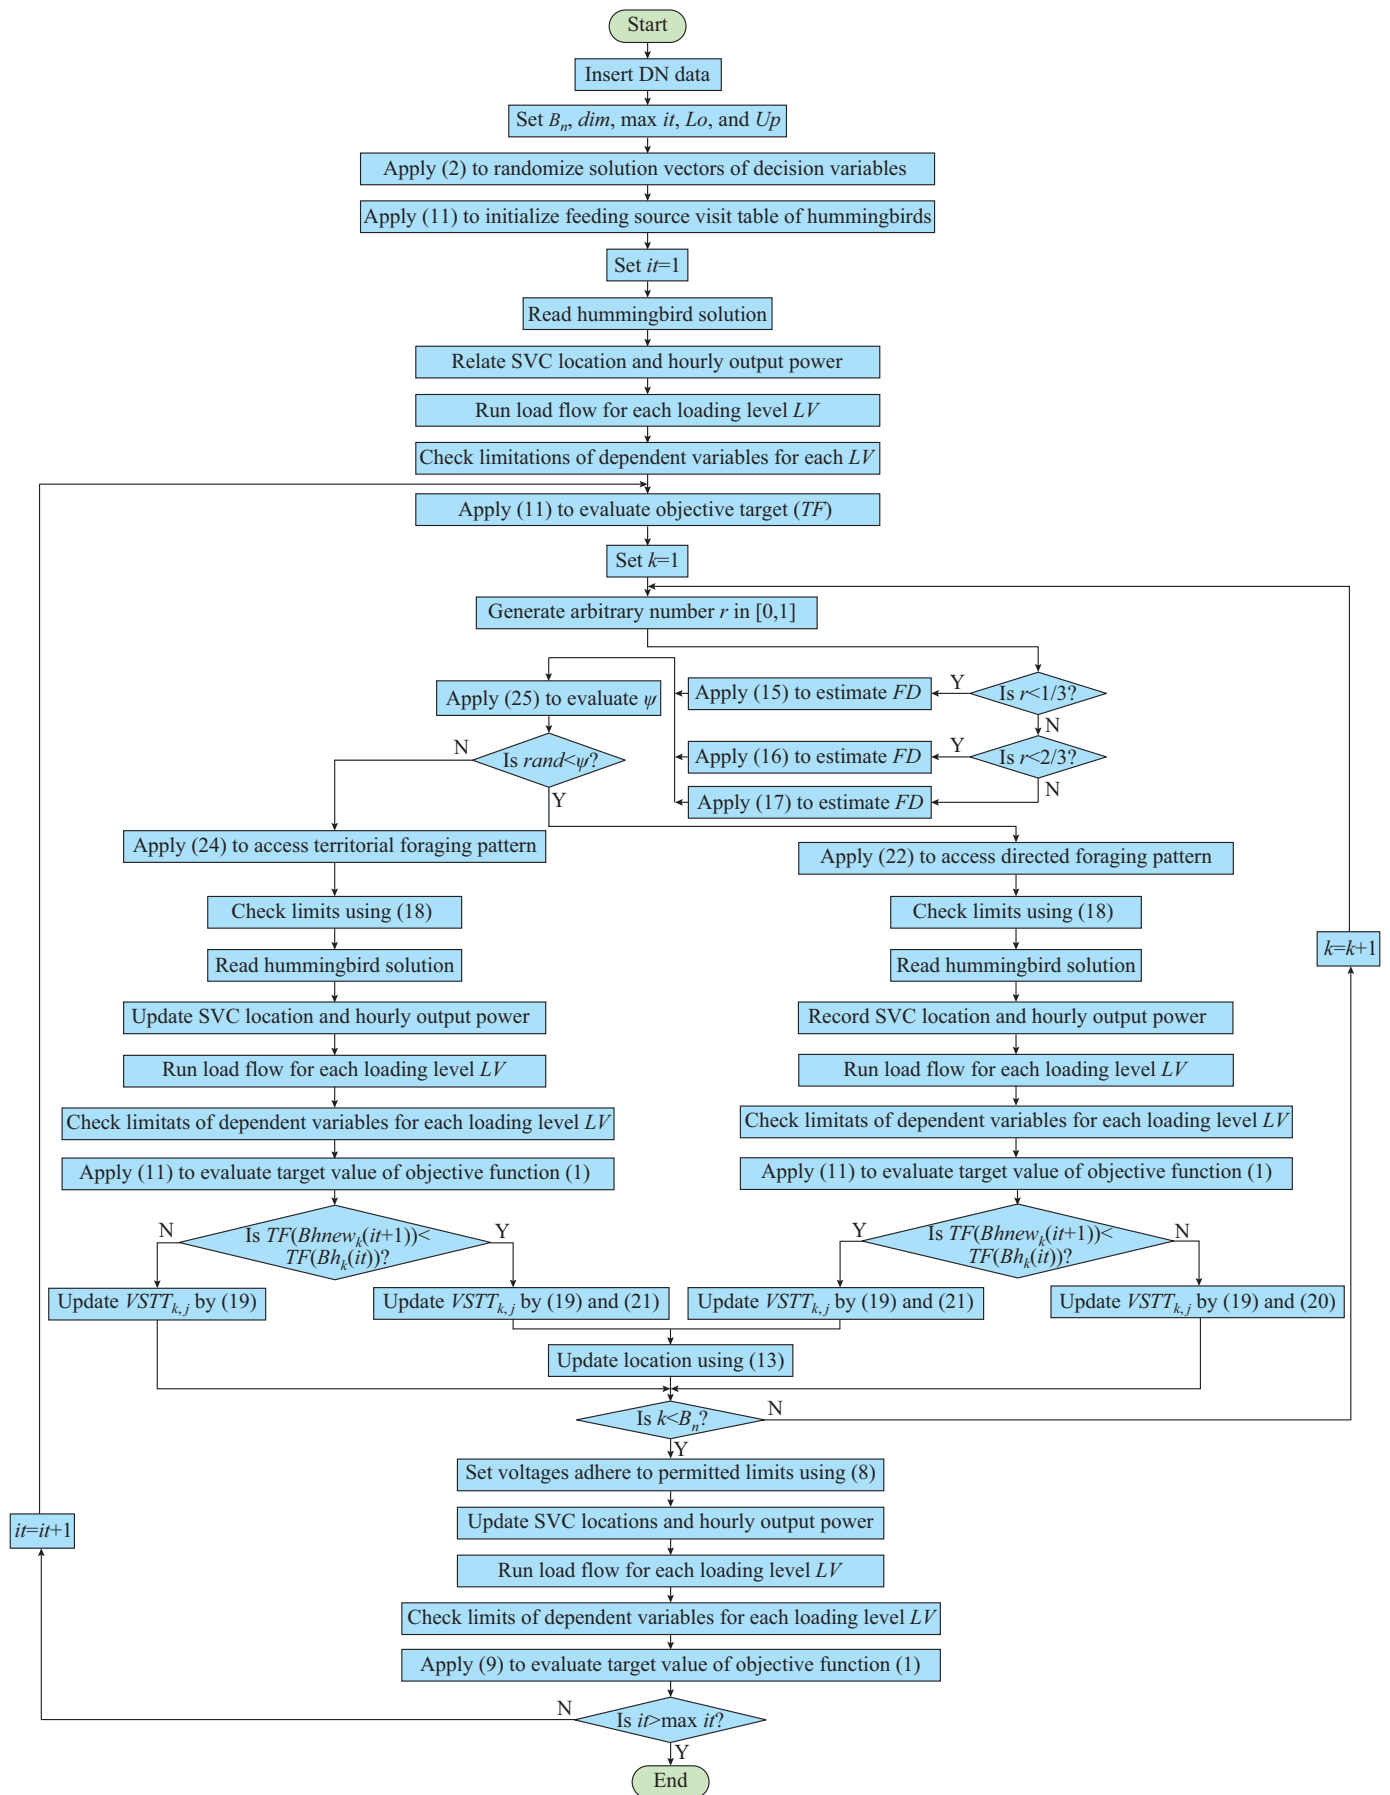 Start
Insert DN data
Set Bₙ, dim, max it, Lo, and Up
Apply (2) to randomize solution vectors of decision variables
Apply (11) to initialize feeding source visit table of hummingbirds
Set it=1
Read hummingbird solution
Relate SVC location and hourly output power
Run load flow for each loading level LV
Check limitations of dependent variables for each LV
Apply (11) to evaluate objective target (TF)
Set k=1
Generate arbitrary number r in [0,1]
Is r<1/3?
Y
N
Apply (15) to estimate FD
Is r<2/3?
Y
N
Apply (16) to estimate FD
Apply (17) to estimate FD
Apply (25) to evaluate ψ
Is rand<ψ?
N
Y
Apply (24) to access territorial foraging pattern
Check limits using (18)
Read hummingbird solution
Update SVC location and hourly output power
Run load flow for each loading level LV
Check limitats of dependent variables for each loading level LV
Apply (11) to evaluate target value of objective function (1)
Is TF(Bhnewₖ(it+1))<
TF(Bhₖ(it))?
N
Y
Update VSTTₖ,ⱼ by (19)
Update VSTTₖ,ⱼ by (19) and (21)
Apply (22) to access directed foraging pattern
Check limits using (18)
Read hummingbird solution
Record SVC location and hourly output power
Run load flow for each loading level LV
Check limitats of dependent variables for each loading level LV
Apply (11) to evaluate target value of objective function (1)
Is TF(Bhnewₖ(it+1))<
TF(Bhₖ(it))?
Y
N
Update VSTTₖ,ⱼ by (19) and (21)
Update VSTTₖ,ⱼ by (19) and (20)
Update location using (13)
Is k<Bₙ?
N
k=k+1
Y
Set voltages adhere to permitted limits using (8)
Update SVC locations and hourly output power
Run load flow for each loading level LV
Check limits of dependent variables for each loading level LV
Apply (9) to evaluate target value of objective function (1)
Is it>max it?
N
it=it+1
Y
End